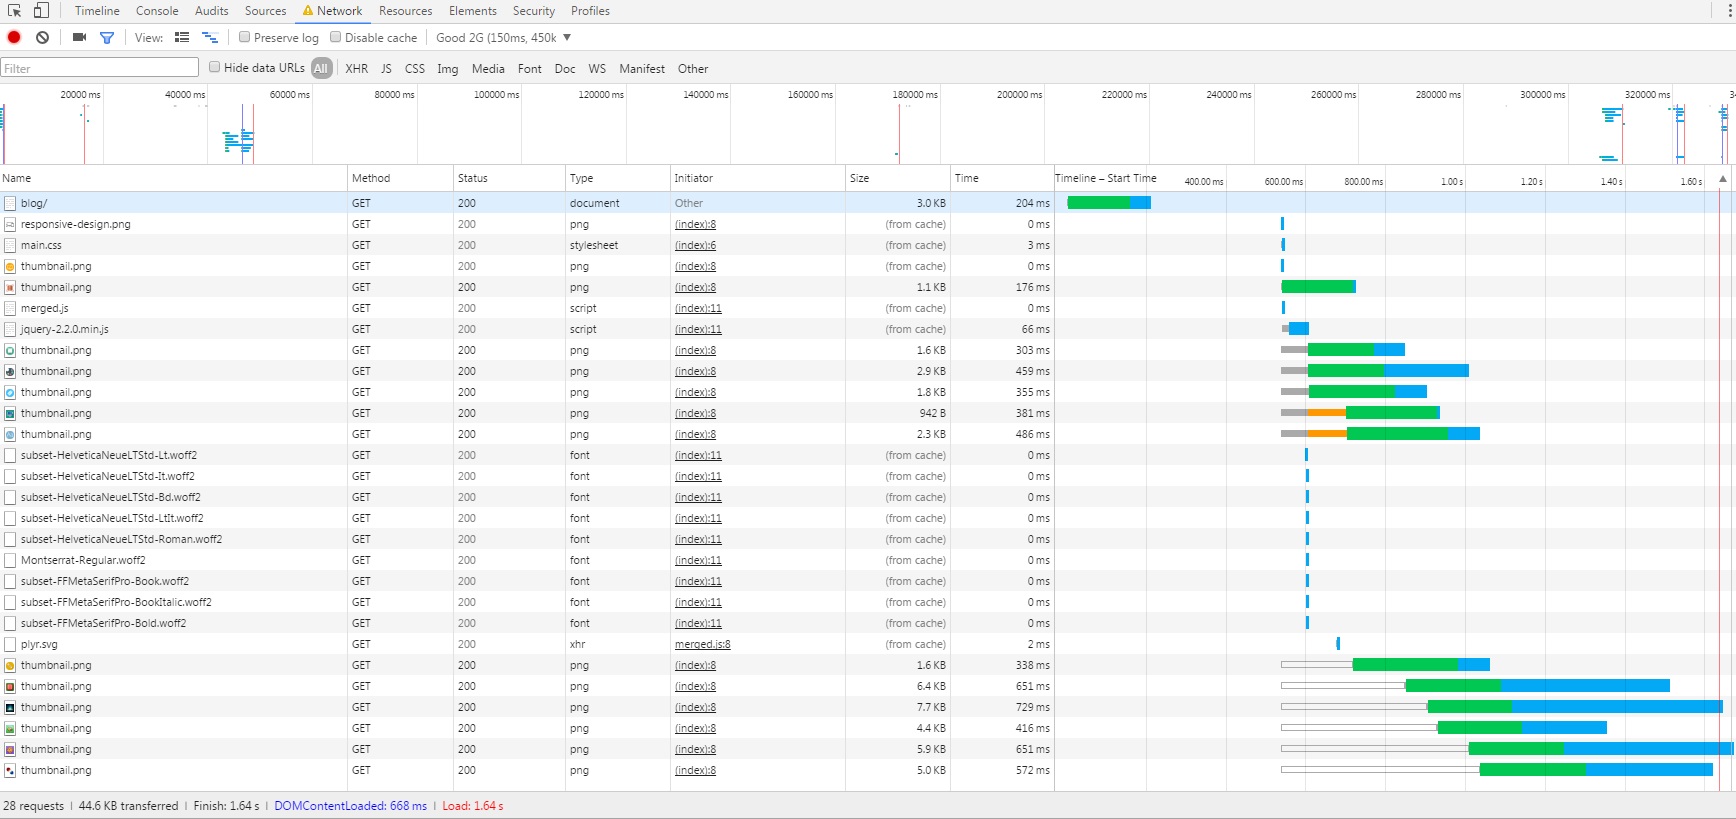 Timeline Console Audits Sources Network Resources Elements Security Profiles
View: Preserve log Disable cache Good 2G (150ms, 450k
Filter Hide data URLs All XHR JS CSS Img Media Font Doc WS Manifest Other
20000 ms 40000 ms 60000 ms 80000 ms 100000 ms 120000 ms 140000 ms 160000 ms 180000 ms 200000 ms 220000 ms 240000 ms 260000 ms 280000 ms 300000 ms 320000 ms 34
Name Method Status Type Initiator Size Time Timeline – Start Time 400.00 ms 600.00 ms 800.00 ms 1.00 s 1.20 s 1.40 s 1.60 s
blog/ GET 200 document Other 3.0 KB 204 ms
responsive-design.png GET 200 png (index):8 (from cache) 0 ms
main.css GET 200 stylesheet (index):6 (from cache) 3 ms
thumbnail.png GET 200 png (index):8 (from cache) 0 ms
thumbnail.png GET 200 png (index):8 1.1 KB 176 ms
merged.js GET 200 script (index):11 (from cache) 0 ms
jquery-2.2.0.min.js GET 200 script (index):11 (from cache) 66 ms
thumbnail.png GET 200 png (index):8 1.6 KB 303 ms
thumbnail.png GET 200 png (index):8 2.9 KB 459 ms
thumbnail.png GET 200 png (index):8 1.8 KB 355 ms
thumbnail.png GET 200 png (index):8 942 B 381 ms
thumbnail.png GET 200 png (index):8 2.3 KB 486 ms
subset-HelveticaNeueLTStd-Lt.woff2 GET 200 font (index):11 (from cache) 0 ms
subset-HelveticaNeueLTStd-It.woff2 GET 200 font (index):11 (from cache) 0 ms
subset-HelveticaNeueLTStd-Bd.woff2 GET 200 font (index):11 (from cache) 0 ms
subset-HelveticaNeueLTStd-LtIt.woff2 GET 200 font (index):11 (from cache) 0 ms
subset-HelveticaNeueLTStd-Roman.woff2 GET 200 font (index):11 (from cache) 0 ms
Montserrat-Regular.woff2 GET 200 font (index):11 (from cache) 0 ms
subset-FFMetaSerifPro-Book.woff2 GET 200 font (index):11 (from cache) 0 ms
subset-FFMetaSerifPro-BookItalic.woff2 GET 200 font (index):11 (from cache) 0 ms
subset-FFMetaSerifPro-Bold.woff2 GET 200 font (index):11 (from cache) 0 ms
plyr.svg GET 200 xhr merged.js:8 (from cache) 2 ms
thumbnail.png GET 200 png (index):8 1.6 KB 338 ms
thumbnail.png GET 200 png (index):8 6.4 KB 651 ms
thumbnail.png GET 200 png (index):8 7.7 KB 729 ms
thumbnail.png GET 200 png (index):8 4.4 KB 416 ms
thumbnail.png GET 200 png (index):8 5.9 KB 651 ms
thumbnail.png GET 200 png (index):8 5.0 KB 572 ms
28 requests | 44.6 KB transferred | Finish: 1.64 s | DOMContentLoaded: 668 ms | Load: 1.64 s